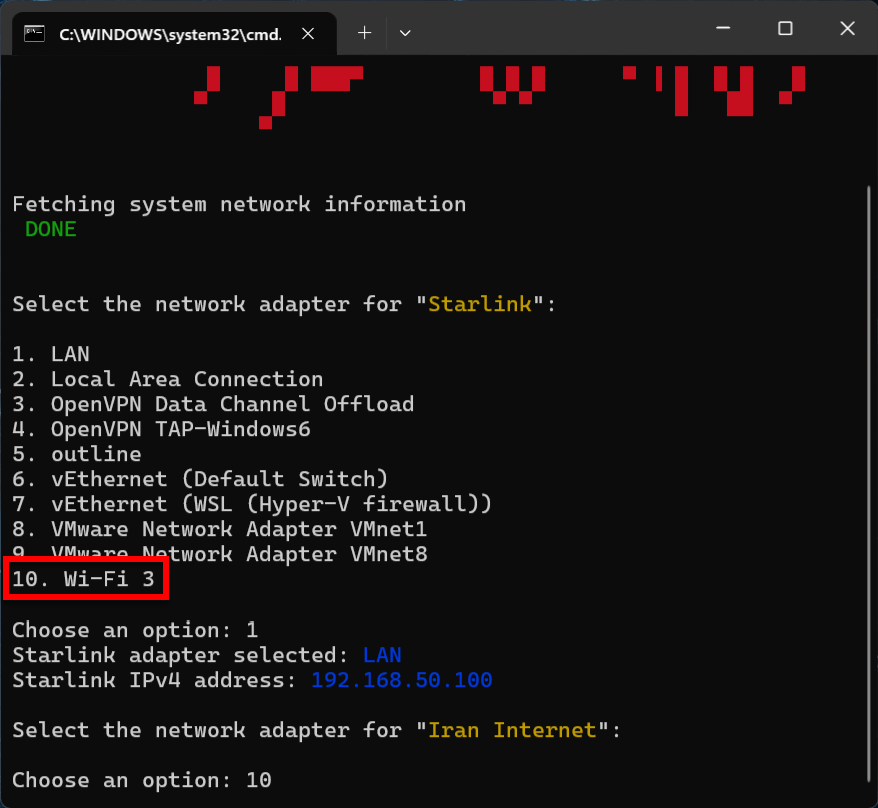 C:\WINDOWS\system32\cmd.
Fetching system network information
DONE
Select the network adapter for "Starlink":
1. LAN
2. Local Area Connection
3. OpenVPN Data Channel Offload
4. OpenVPN TAP-Windows6
5. outline
6. vEthernet (Default Switch)
7. vEthernet (WSL (Hyper-V firewall))
8. VMware Network Adapter VMnet1
9. VMware Network Adapter VMnet8
10. Wi-Fi 3
Choose an option: 1
Starlink adapter selected: LAN
Starlink IPv4 address: 192.168.50.100
Select the network adapter for "Iran Internet":
Choose an option: 10